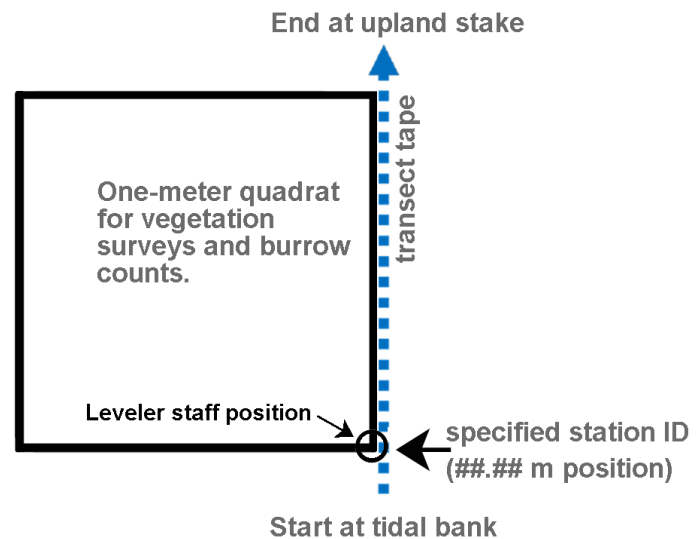 End at upland stake
transect tape
One-meter quadrat
for vegetation
surveys and burrow
counts.
Leveler staff position
specified station ID
(##.## m position)
Start at tidal bank